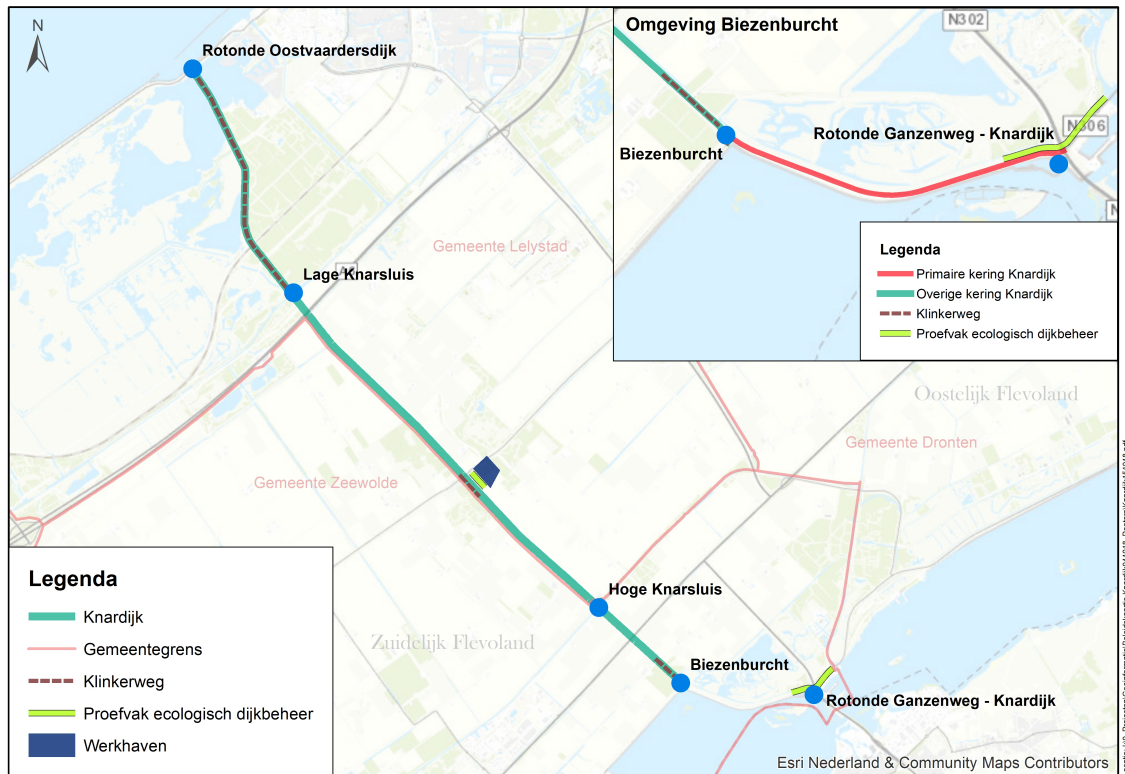 N
Rotonde Oostvaardersdijk
Gemeente Lelystad
Lage Knarsluis
Gemeente Zeewolde
Oostelijk Flevoland
Gemeente Dronten
Hoge Knarsluis
Zuidelijk Flevoland
Biezenburcht
Rotonde Ganzenweg - Knardijk
Esri Nederland & Community Maps Contributors
Legenda
Knardijk
Gemeentegrens
Klinkerweg
Proefvak ecologisch dijkbeheer
Werkhaven
Omgeving Biezenburcht
N302
Rotonde Ganzenweg - Knardijk
N306
Biezenburcht
N
Legenda
Primaire kering Knardijk
Overige kering Knardijk
Klinkerweg
Proefvak ecologisch dijkbeheer